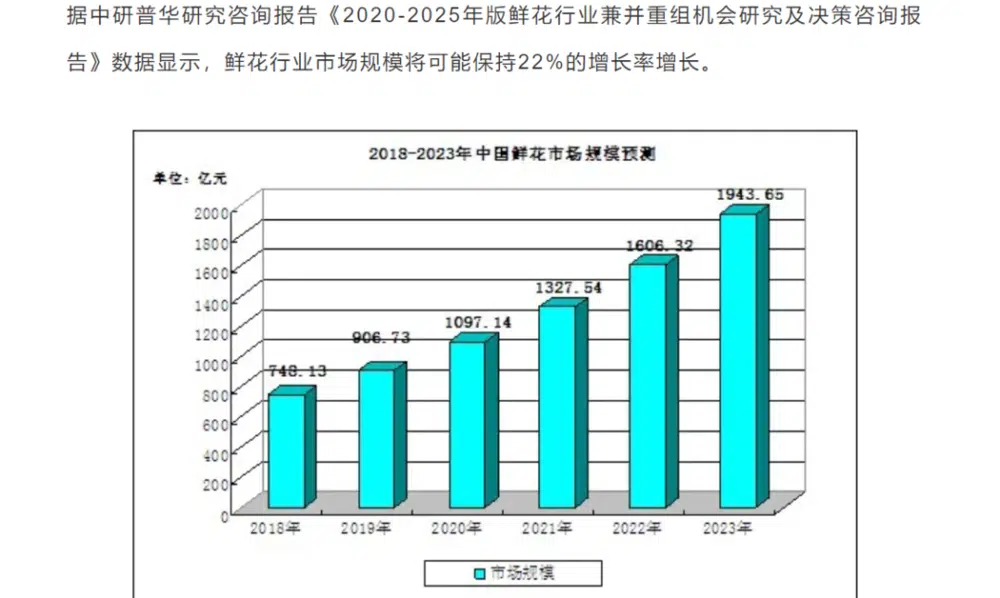 据中研普华研究咨询报告《2020-2025年版鲜花行业兼并重组机会研究及决策咨询报
告》数据显示，鲜花行业市场规模将可能保持22%的增长率增长。
2018-2023年中国鲜花市场规模预测
单位：亿元
2000
1800
1600
1400
1200
1000
800
600
400
200
0
748.13
906.73
1097.14
1327.54
1606.32
1943.65
2018年
2019年
2020年
2021年
2022年
2023年
市场规模